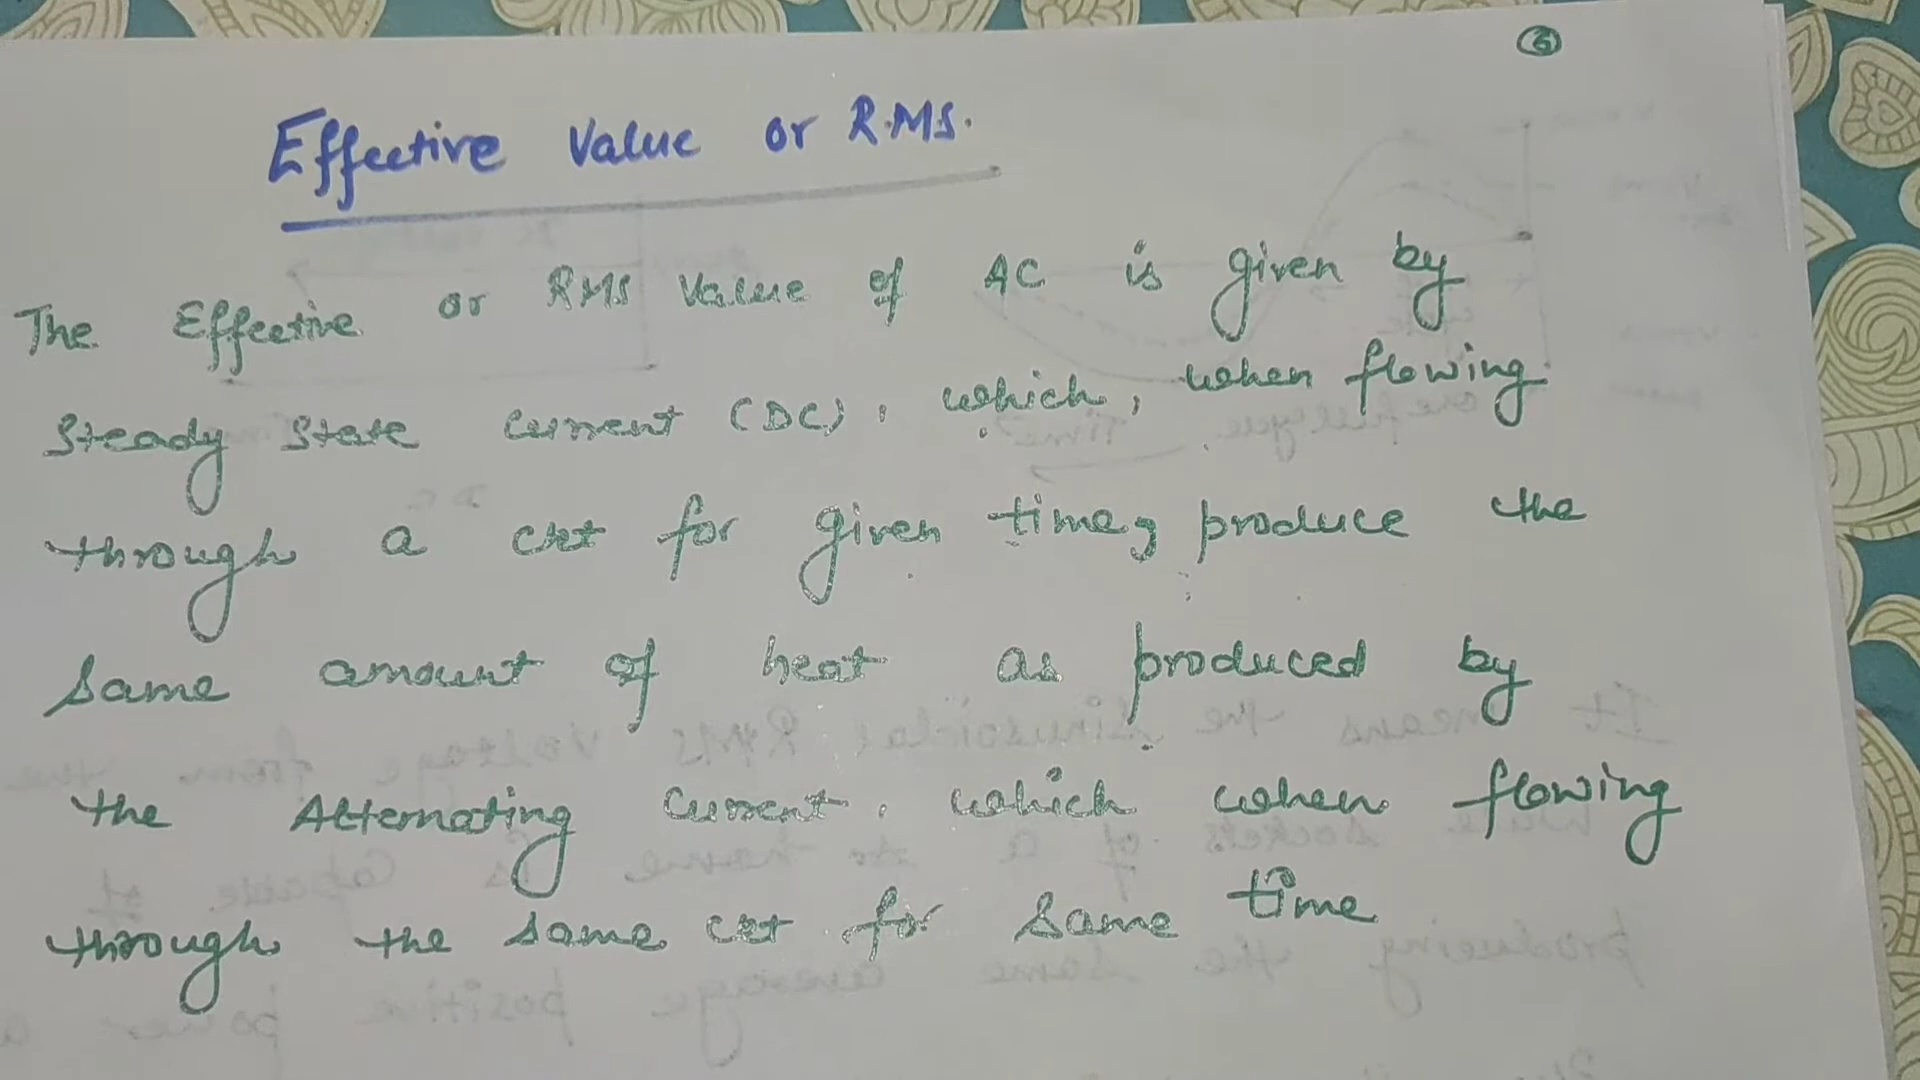 6
Effective Value or R.M.S.
The Effective or RMS Value of AC is given by
Steady State Current (DC), which, when flowing
through a ckt for given time, produce the
same amount of heat as produced by
the Alternating Current, which when flowing
through the same ckt for same time